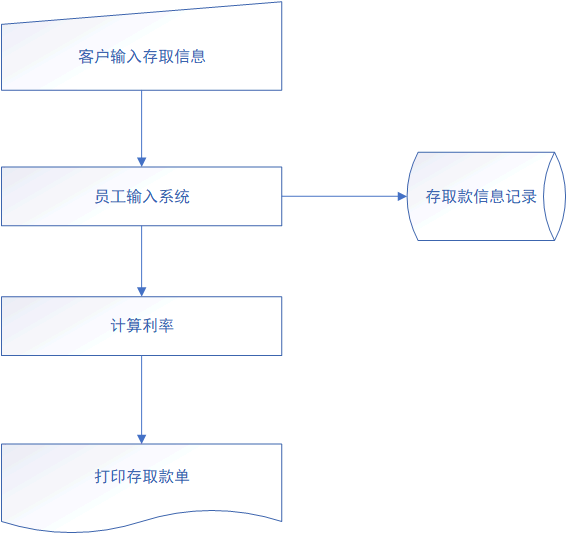 客户输入存取信息
员工输入系统
存取款信息记录
计算利率
打印存取款单